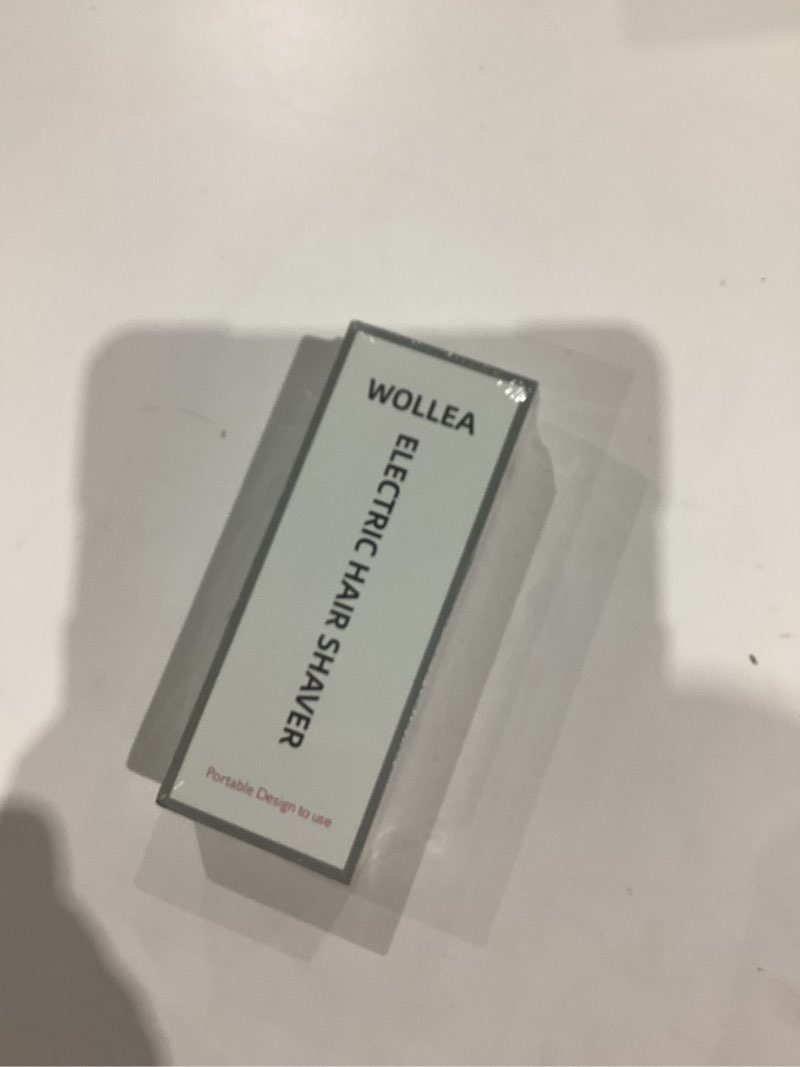 WOLLEA
ELECTRIC HAIR SHAVER
Portable Design to use